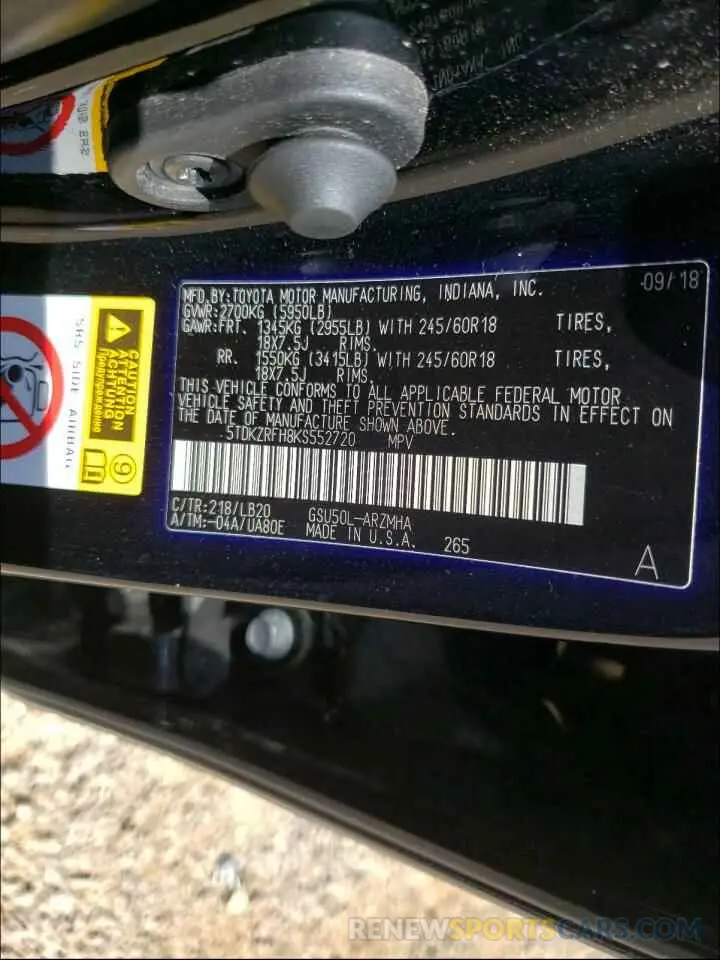 MFD.BY:TOYOTA MOTOR MANUFACTURING, INDIANA, INC. 09/18
GVWR:2700KG (5950LB)
GAWR:FRT. 1345KG (2955LB) WITH 245/60R18 TIRES,
18X7.5J RIMS.
RR. 1550KG (3415LB) WITH 245/60R18 TIRES,
18X7.5J RIMS.
THIS VEHICLE CONFORMS TO ALL APPLICABLE FEDERAL MOTOR
VEHICLE SAFETY AND THEFT PREVENTION STANDARDS IN EFFECT ON
THE DATE OF MANUFACTURE SHOWN ABOVE.
5TDKZRFH8KS552720 MPV
C/TR:218/LB20 GSU50L-ARZMHA
A/TM:-04A/UA80E MADE IN U.S.A. 265
A
CAUTION
ATTENTION
ACHTUNG
Предупреждение
SRS SIDE AIRBAG
RENEWSPORTSCARS.COM